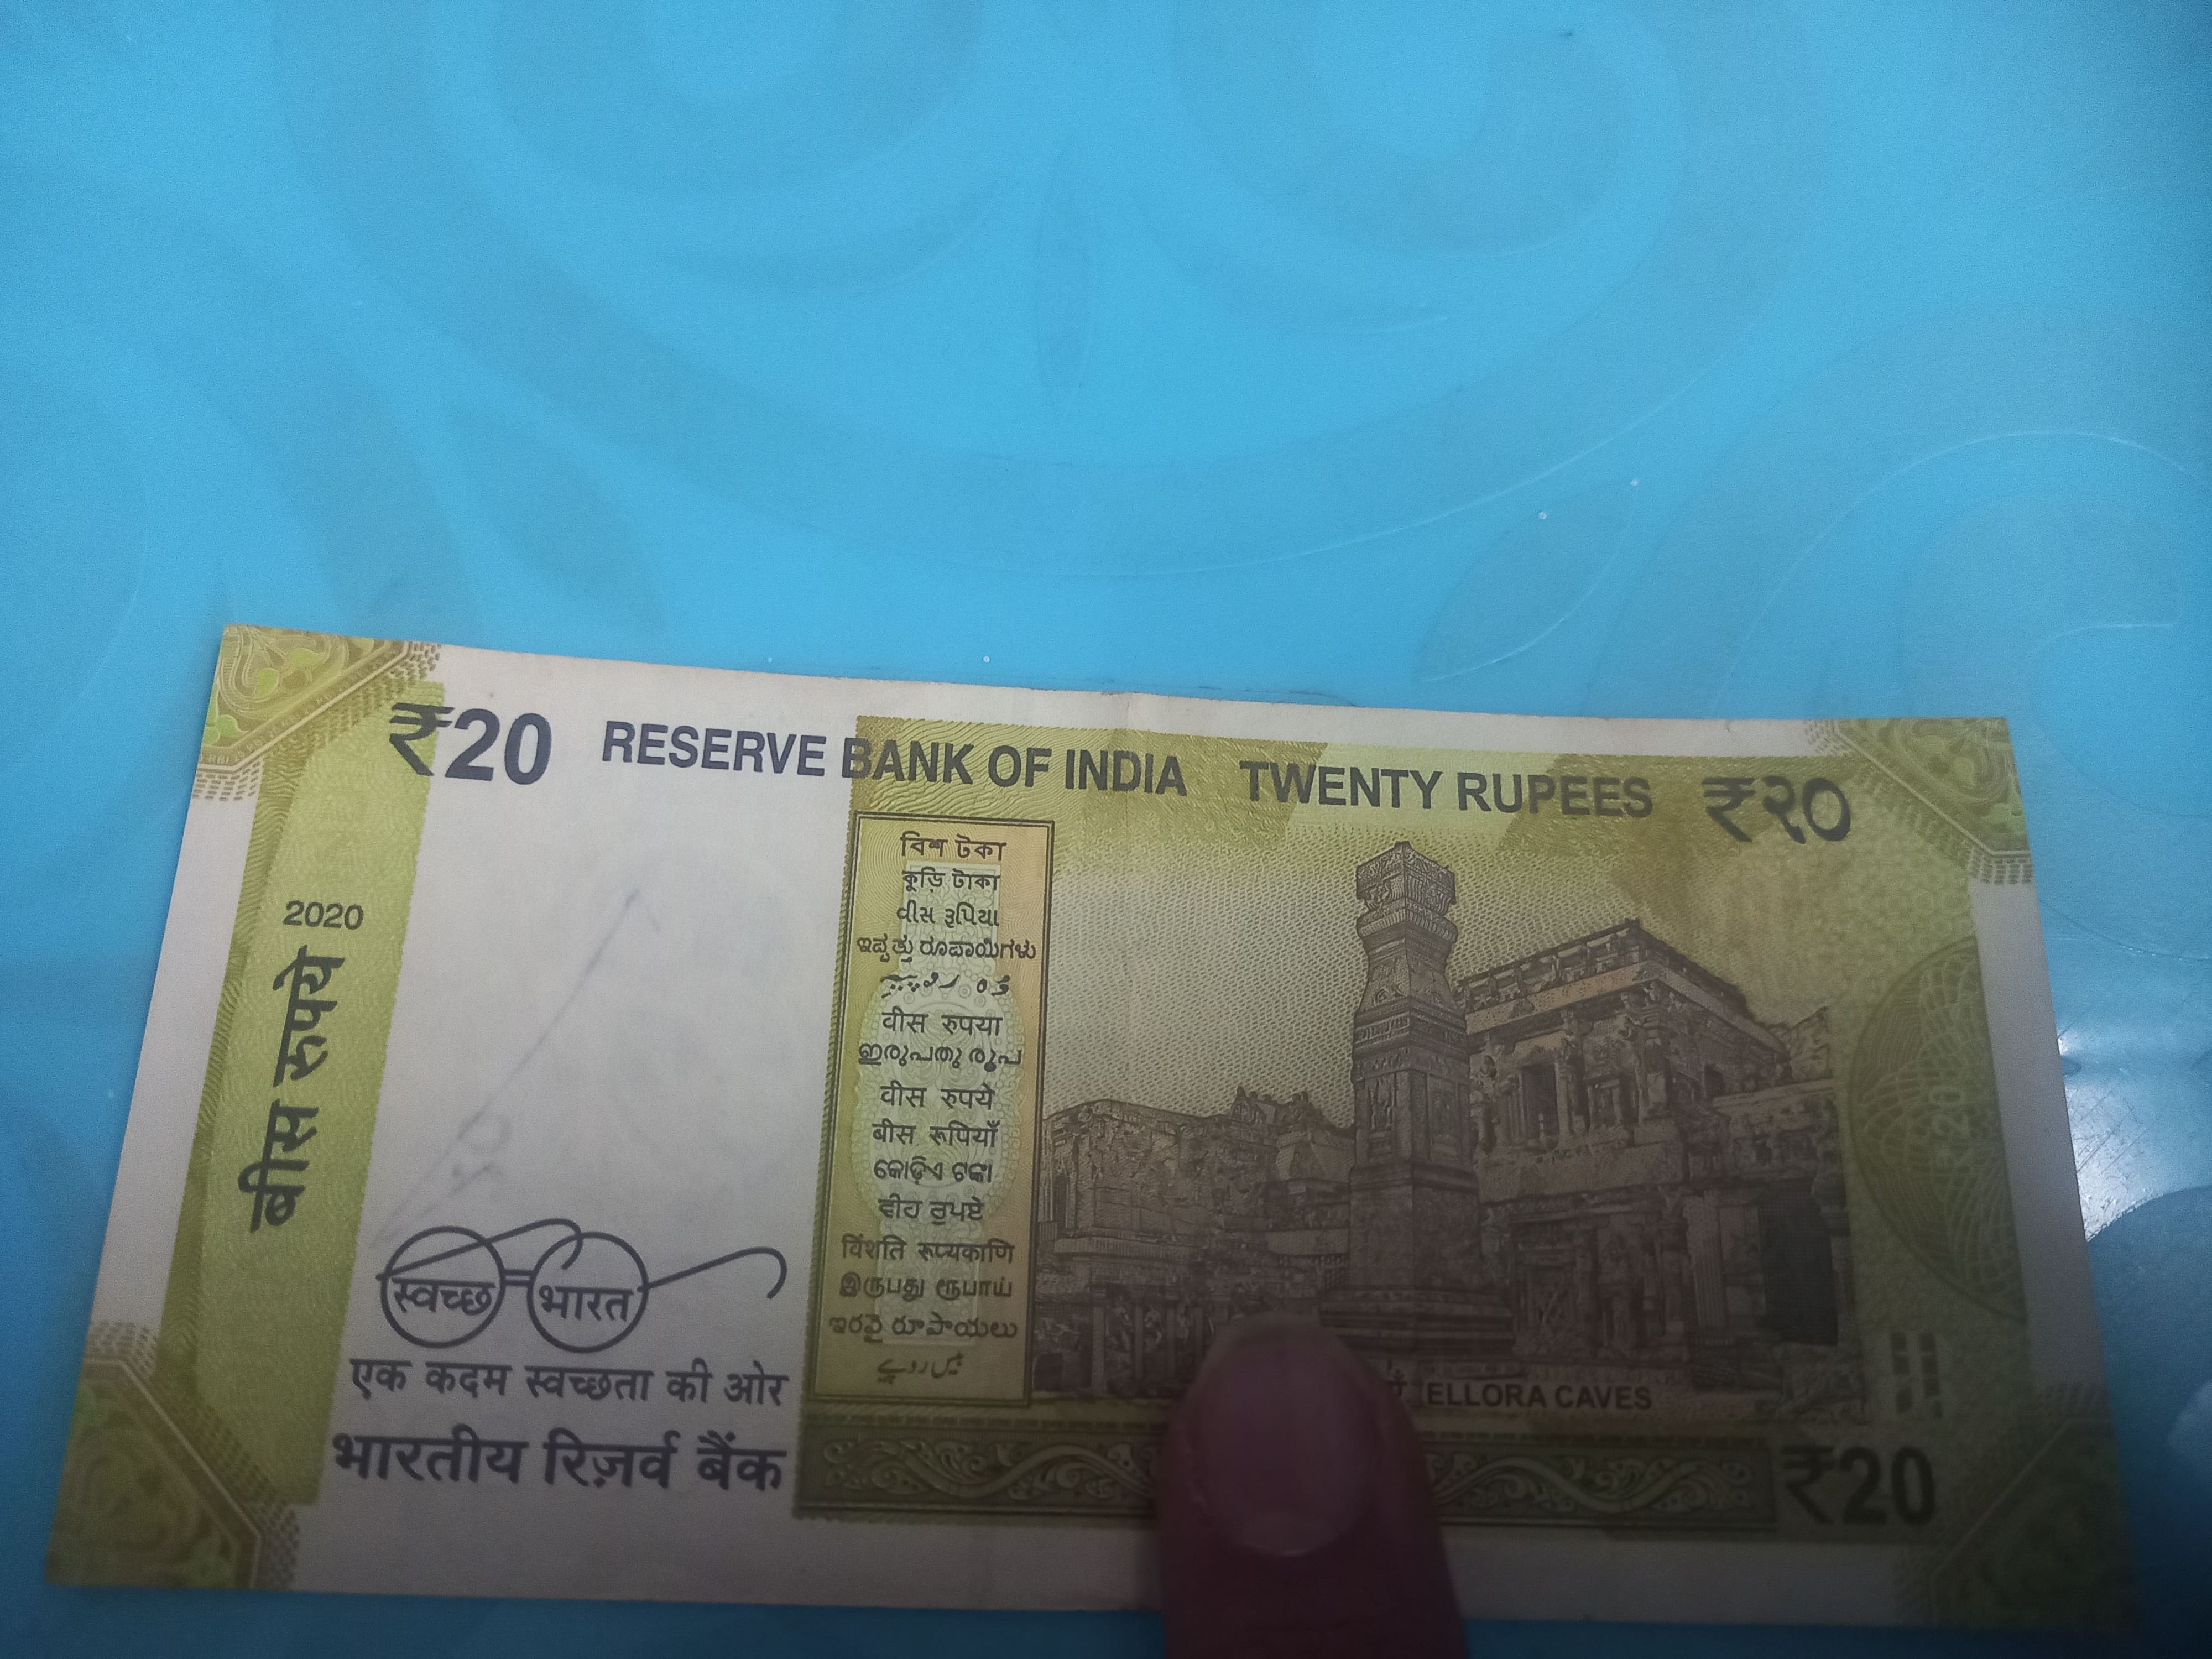 ₹20 RESERVE BANK OF INDIA TWENTY RUPEES ₹२०
2020
बीस रुपये
বিশ টকা
কুড়ি টাকা
વીસ રૂપિયા
ಇಪ್ಪತ್ತು ರೂಪಾಯಿಗಳು
वीस रुपया
ഇരുപതു രൂപ
वीस रुपये
बीस रूपियाँ
କୋଡ଼ିଏ ଟଙ୍କା
ਵੀਹ ਰੁਪਏ
विंशति रूप्यकाणि
இருபது ரூபாய்
ఇరవై రూపాయలు
بیس روپے
स्वच्छ भारत
एक कदम स्वच्छता की ओर
भारतीय रिज़र्व बैंक
ELLORA CAVES
₹20